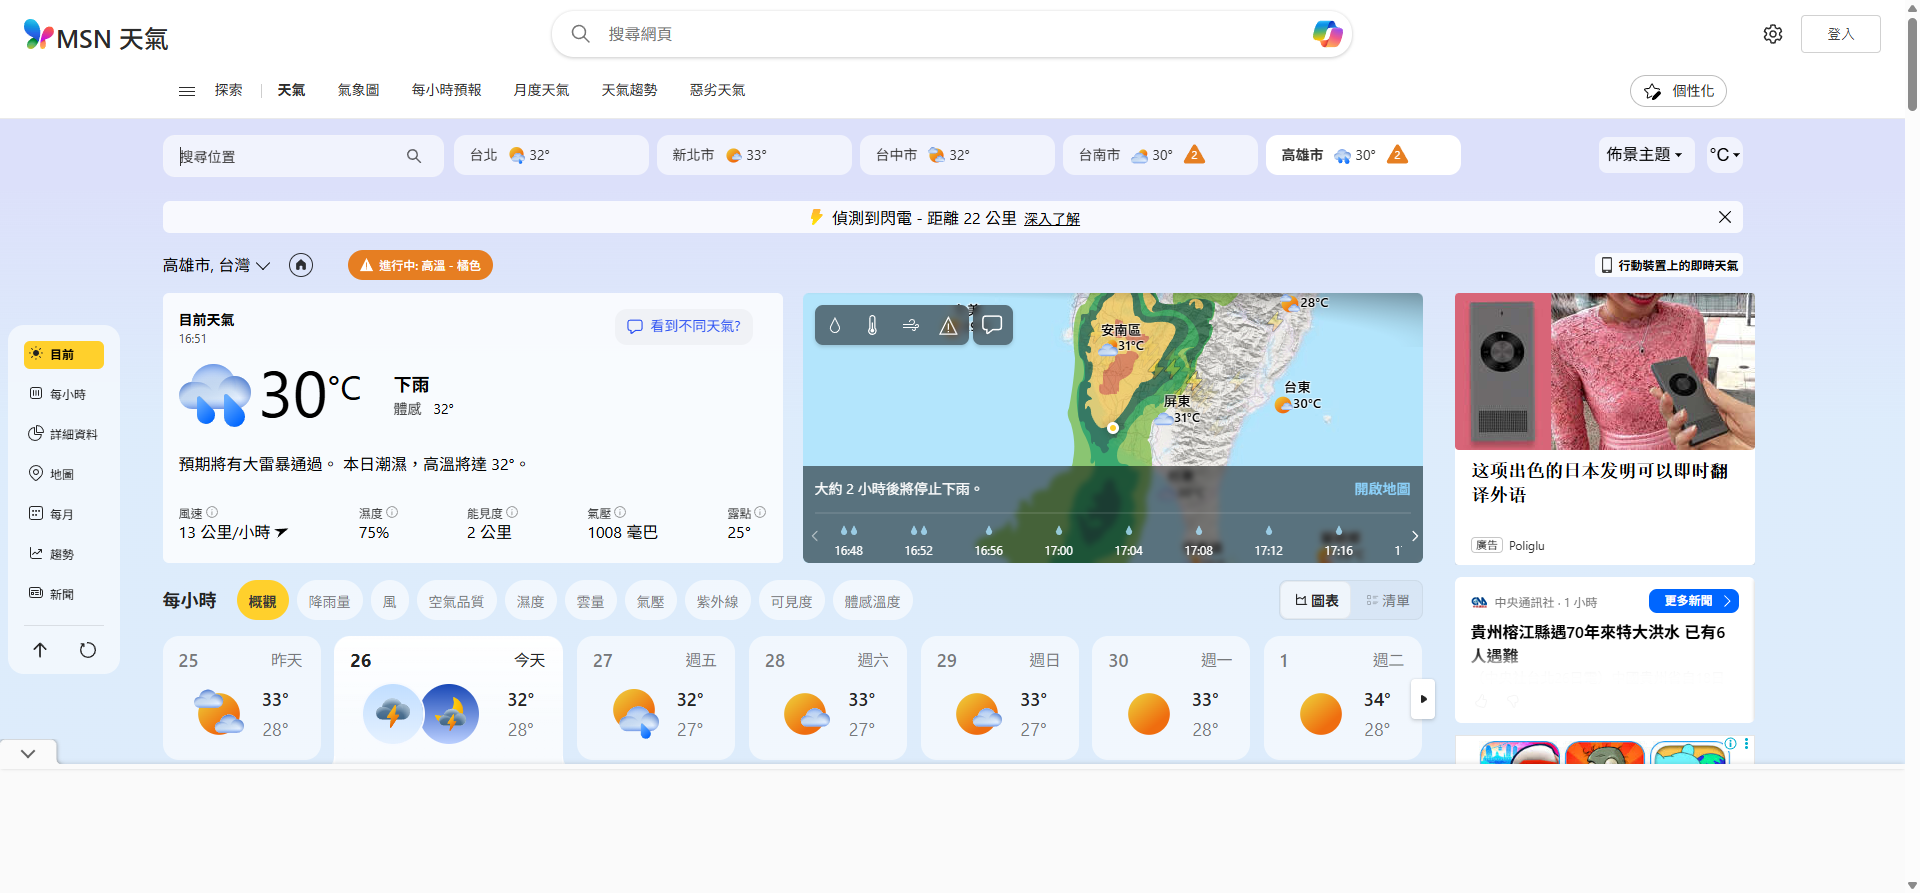 MSN 天氣
搜尋網頁
登入
探索
天氣
氣象圖
每小時預報
月度天氣
天氣趨勢
惡劣天氣
個性化
搜尋位置
台北 32°
新北市 33°
台中市 32°
台南市 30° 2
高雄市 30° 2
佈景主題
°C
偵測到閃電 - 距離 22 公里 深入了解
高雄市, 台灣
進行中: 高溫 - 橘色
行動裝置上的即時天氣
目前
每小時
詳細資料
地圖
每月
趨勢
新聞
目前天氣
16:51
看到不同天氣?
30°C
下雨
體感 32°
預期將有大雷暴通過。 本日潮濕，高溫將達 32°。
風速
13 公里/小時
濕度
75%
能見度
2 公里
氣壓
1008 毫巴
露點
25°
28°C
安南區
31°C
台東
30°C
屏東
31°C
大約 2 小時後將停止下雨。
開啟地圖
16:48 16:52 16:56 17:00 17:04 17:08 17:12 17:16
这项出色的日本发明可以即时翻
译外语
廣告 Poligiu
中央通訊社 · 1 小時
更多新聞
貴州榕江縣遇70年來特大洪水 已有6
人遇難
每小時
概觀
降雨量
風
空氣品質
濕度
雲量
氣壓
紫外線
可見度
體感溫度
圖表
清單
25 昨天
33°
28°
26 今天
32°
28°
27 週五
32°
27°
28 週六
33°
27°
29 週日
33°
27°
30 週一
33°
28°
1 週二
34°
28°